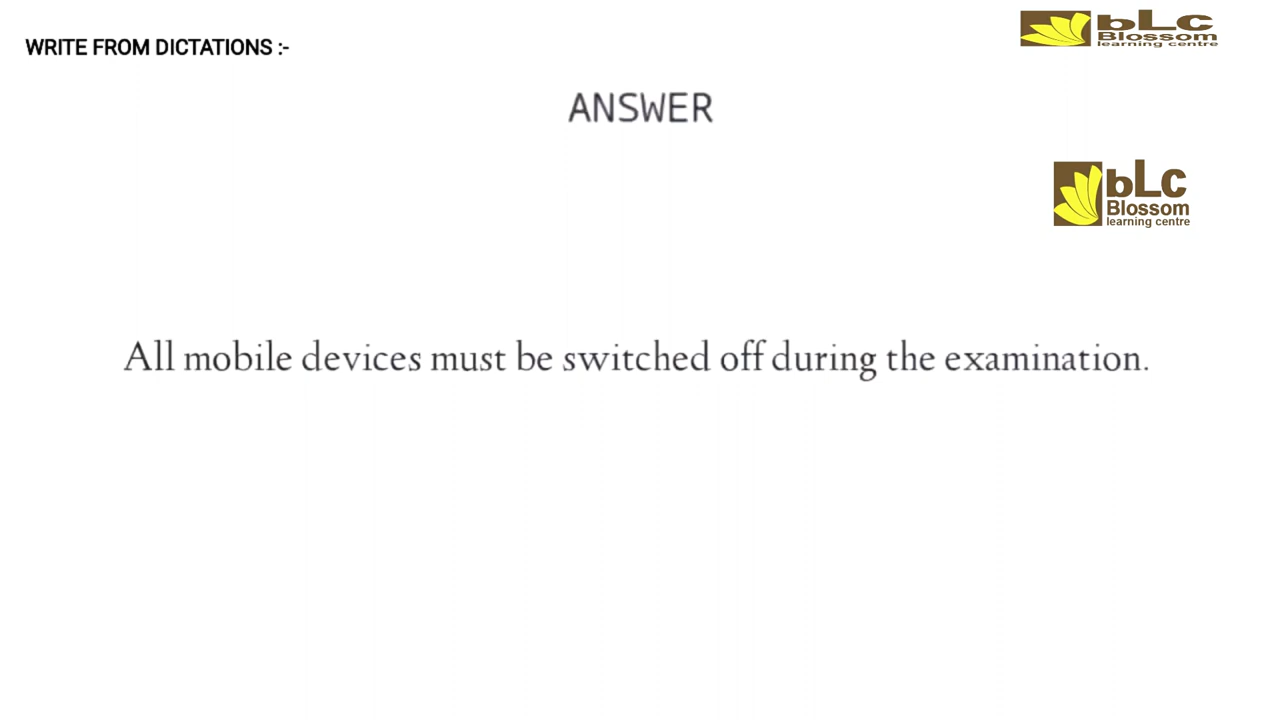 WRITE FROM DICTATIONS :-
bLC
Blossom
learning centre
ANSWER
bLc
Blossom
learning centre
All mobile devices must be switched off during the examination.